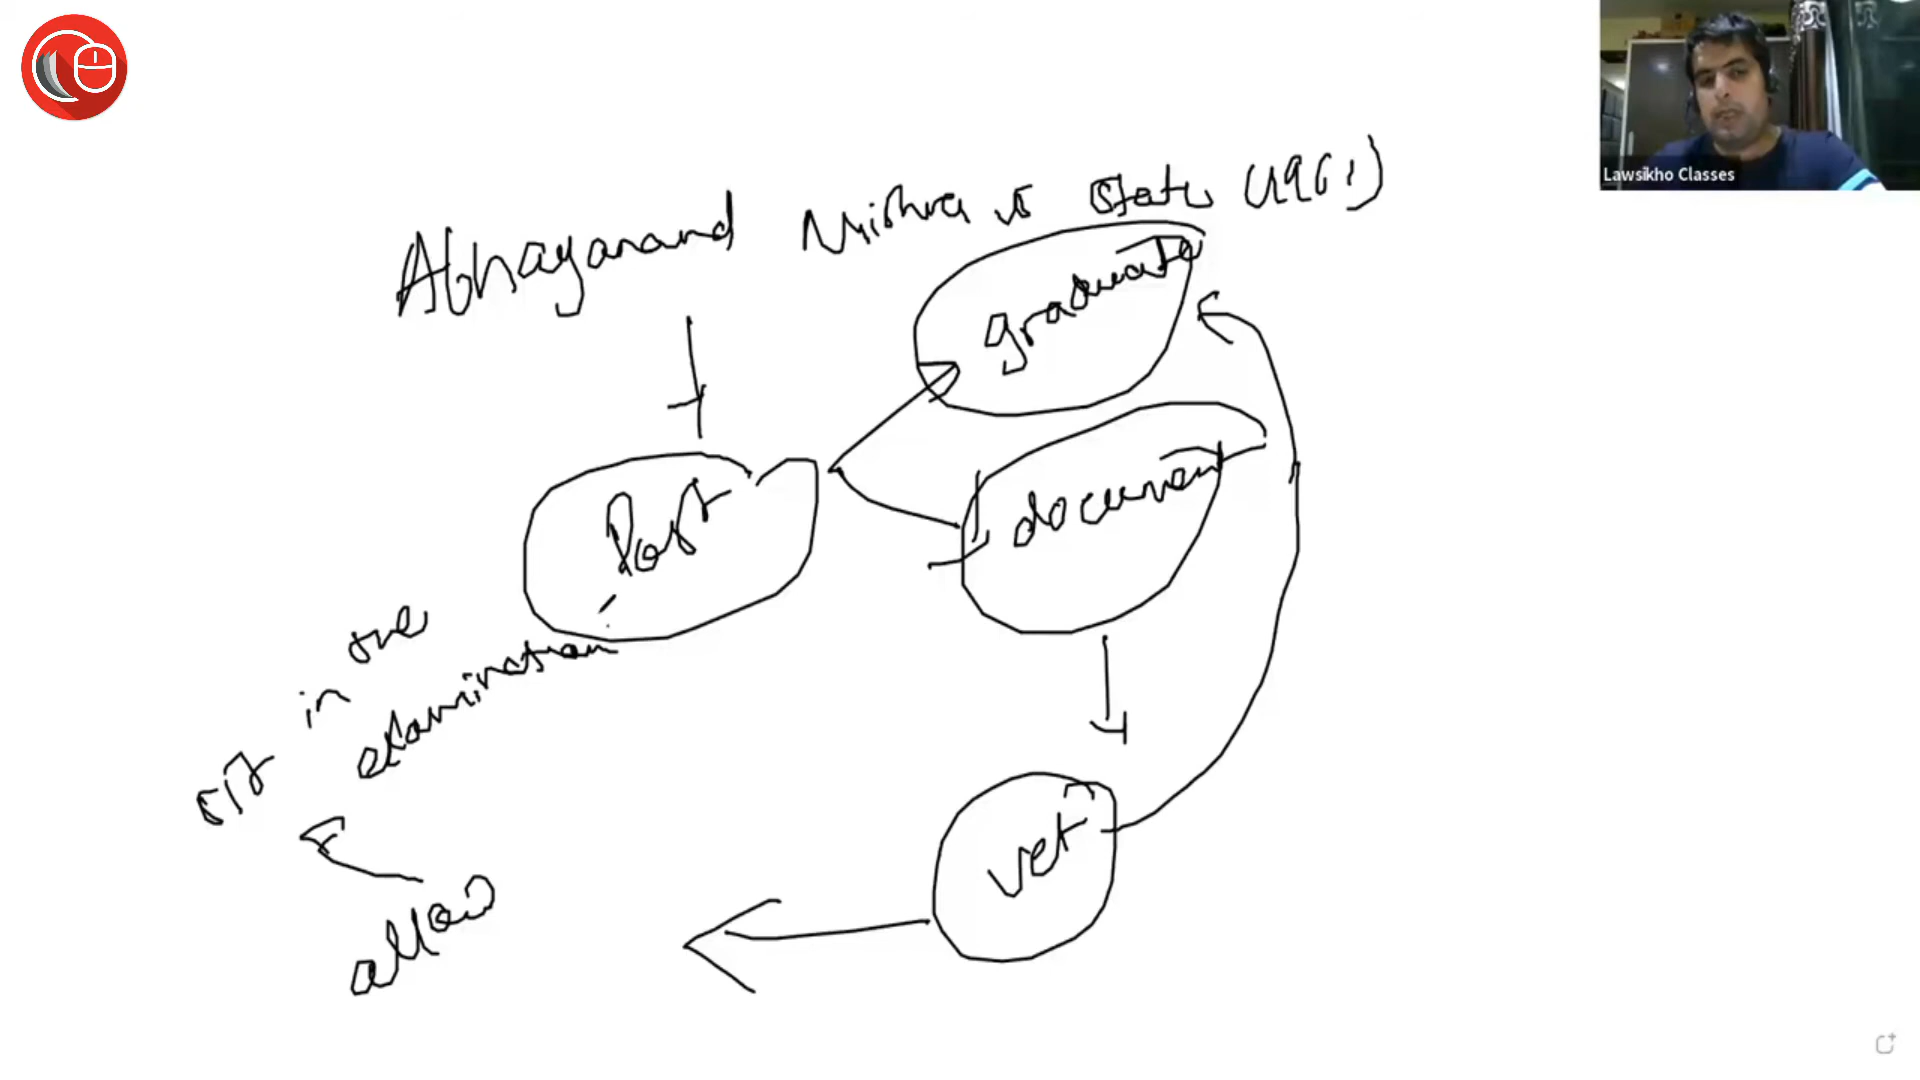 Lawsikho Classes
Abhayanand Mishra vs State (1961)
graduate
document
Post
sit in the
examination
vet
allow